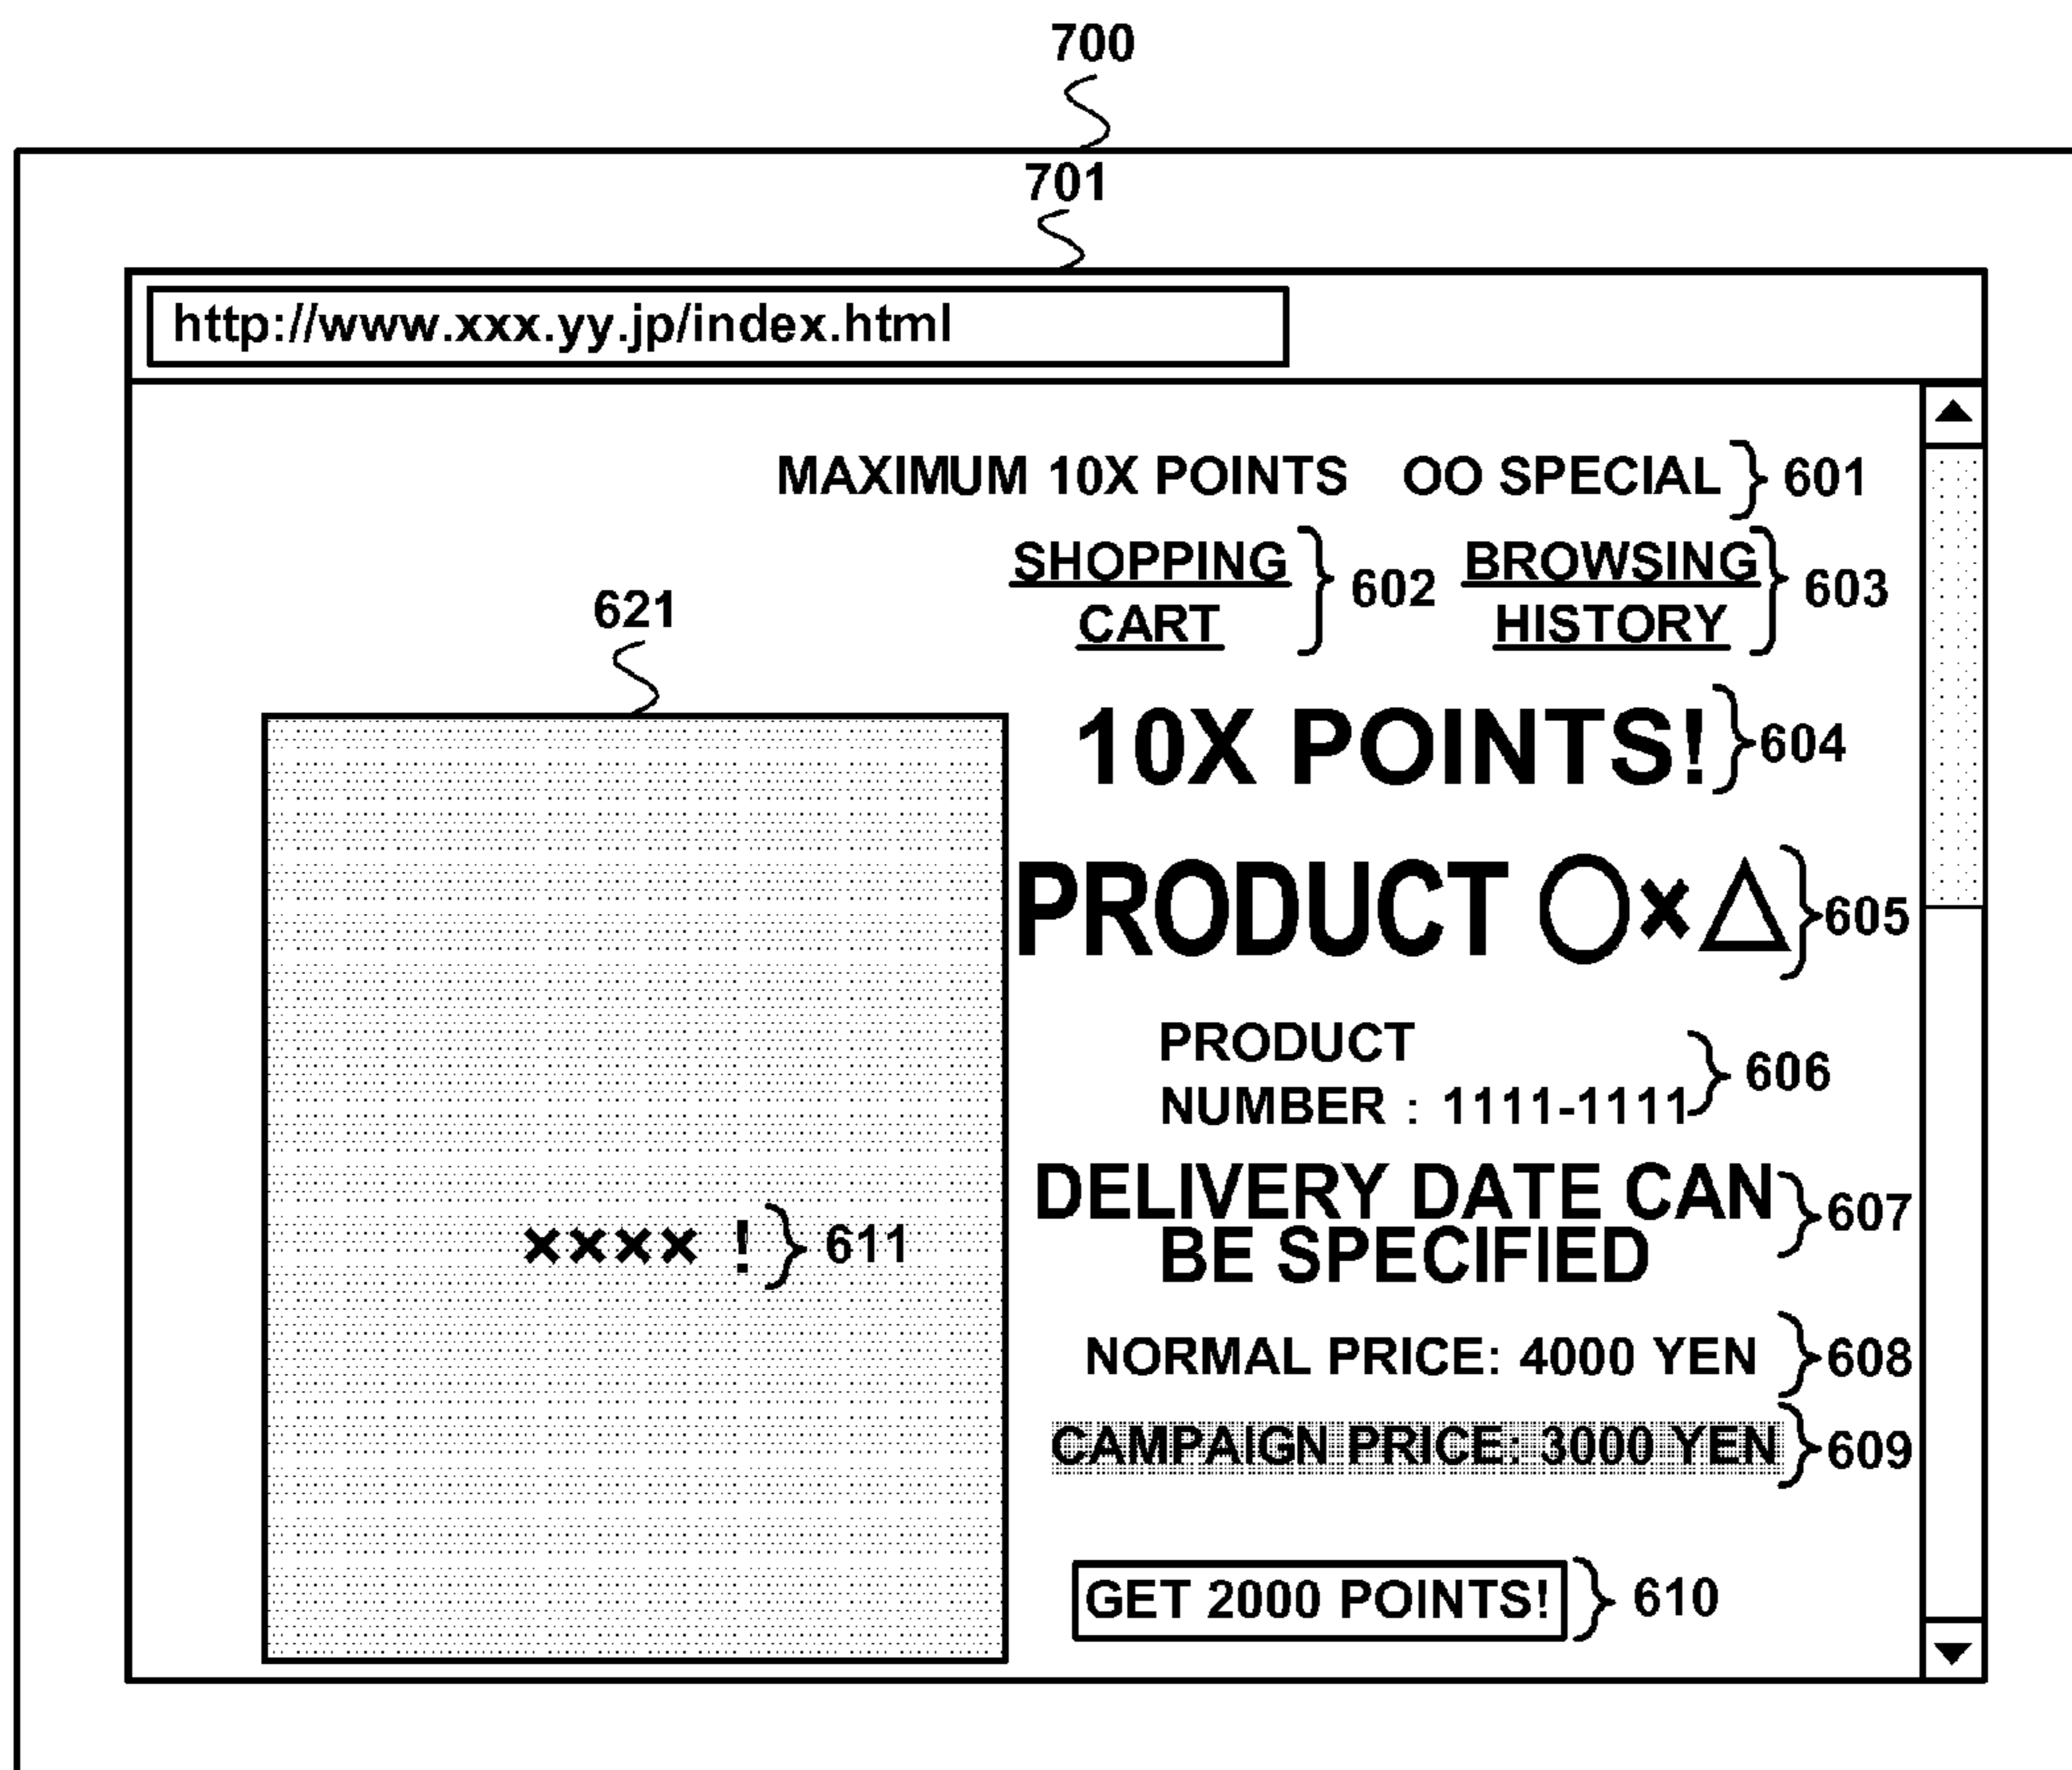 700
701
http://www.xxx.yy.jp/index.html
MAXIMUM 10X POINTS OO SPECIAL 601
SHOPPING
CART
602
BROWSING
HISTORY
603
621
10X POINTS! 604
PRODUCT ○×△ 605
PRODUCT
NUMBER : 1111-1111
606
DELIVERY DATE CAN
BE SPECIFIED
607
×××× ! 611
NORMAL PRICE: 4000 YEN 608
CAMPAIGN PRICE: 3000 YEN 609
GET 2000 POINTS! 610